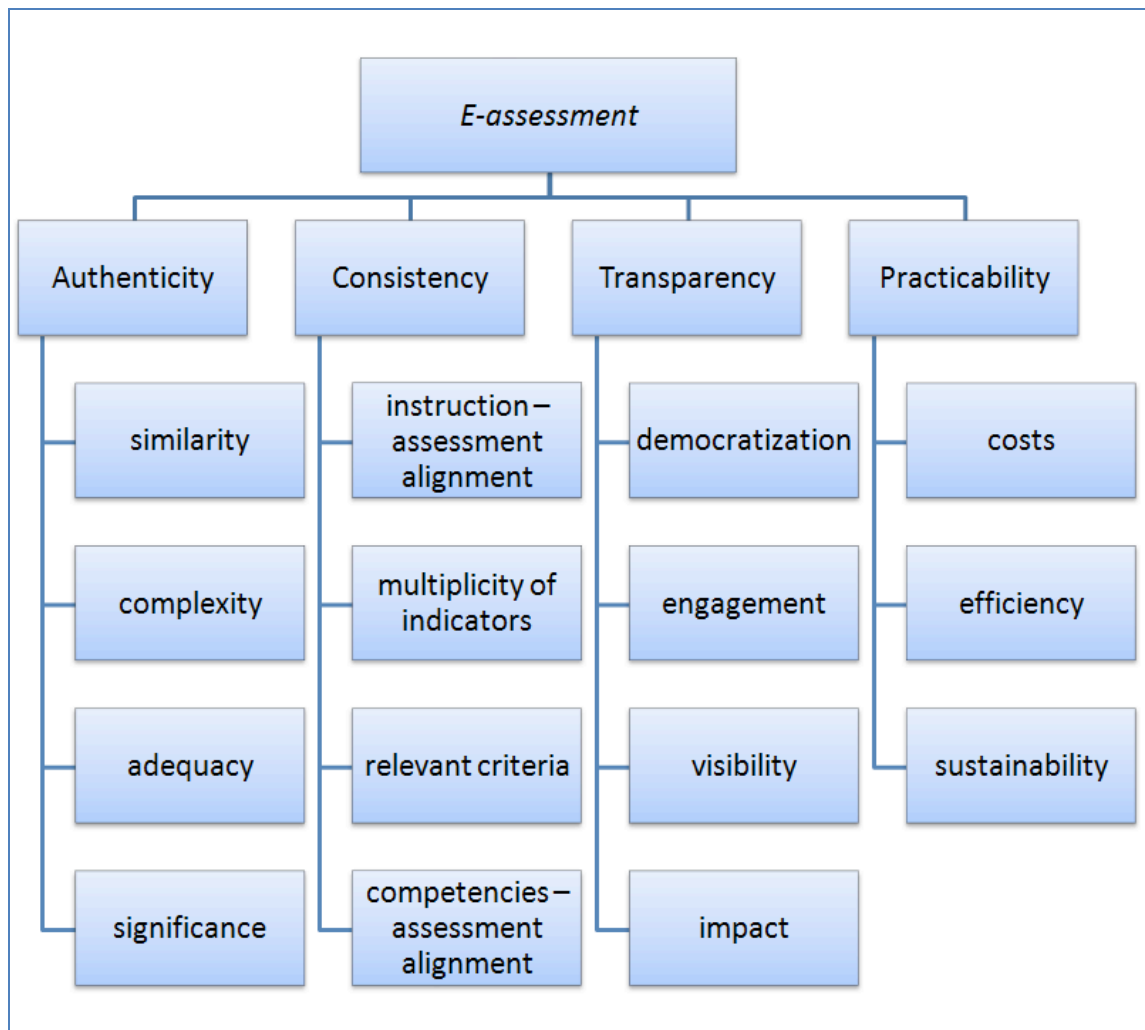 E-assessment
Authenticity
Consistency
Transparency
Practicability
similarity
instruction –
assessment
alignment
democratization
costs
complexity
multiplicity of
indicators
engagement
efficiency
adequacy
relevant criteria
visibility
sustainability
significance
competencies –
assessment
alignment
impact